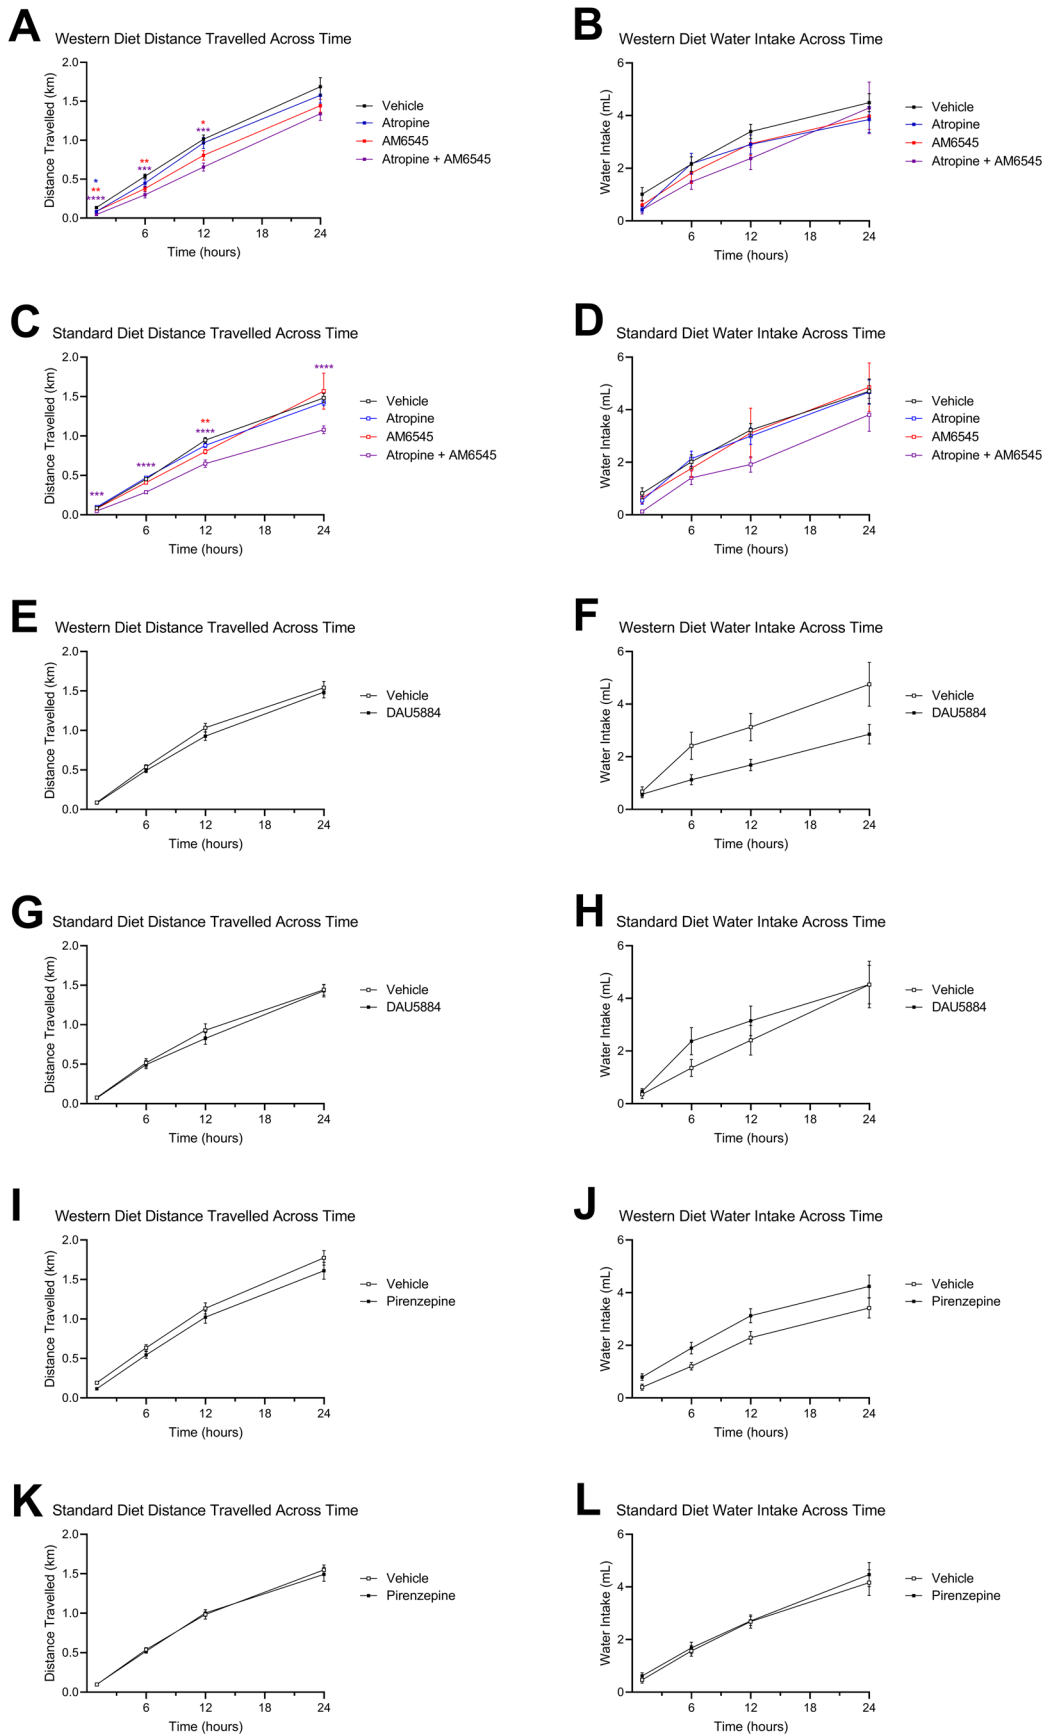 A
Western Diet Distance Travelled Across Time
Distance Travelled (km)
2.0
1.5
1.0
0.5
0.0
*
**
****
**
***
*
***
6
12
18
24
Time (hours)
Vehicle
Atropine
AM6545
Atropine + AM6545
B
Western Diet Water Intake Across Time
Water Intake (mL)
6
4
2
0
6
12
18
24
Time (hours)
Vehicle
Atropine
AM6545
Atropine + AM6545
C
Standard Diet Distance Travelled Across Time
Distance Travelled (km)
2.0
1.5
1.0
0.5
0.0
***
****
**
****
****
6
12
18
24
Time (hours)
Vehicle
Atropine
AM6545
Atropine + AM6545
D
Standard Diet Water Intake Across Time
Water Intake (mL)
6
4
2
0
6
12
18
24
Time (hours)
Vehicle
Atropine
AM6545
Atropine + AM6545
E
Western Diet Distance Travelled Across Time
Distance Travelled (km)
2.0
1.5
1.0
0.5
0.0
6
12
18
24
Time (hours)
Vehicle
DAU5884
F
Western Diet Water Intake Across Time
Water Intake (mL)
6
4
2
0
6
12
18
24
Time (hours)
Vehicle
DAU5884
G
Standard Diet Distance Travelled Across Time
Distance Travelled (km)
2.0
1.5
1.0
0.5
0.0
6
12
18
24
Time (hours)
Vehicle
DAU5884
H
Standard Diet Water Intake Across Time
Water Intake (mL)
6
4
2
0
6
12
18
24
Time (hours)
Vehicle
DAU5884
I
Western Diet Distance Travelled Across Time
Distance Travelled (km)
2.0
1.5
1.0
0.5
0.0
6
12
18
24
Time (hours)
Vehicle
Pirenzepine
J
Western Diet Water Intake Across Time
Water Intake (mL)
6
4
2
0
6
12
18
24
Time (hours)
Vehicle
Pirenzepine
K
Standard Diet Distance Travelled Across Time
Distance Travelled (km)
2.0
1.5
1.0
0.5
0.0
6
12
18
24
Time (hours)
Vehicle
Pirenzepine
L
Standard Diet Water Intake Across Time
Water Intake (mL)
6
4
2
0
6
12
18
24
Time (hours)
Vehicle
Pirenzepine